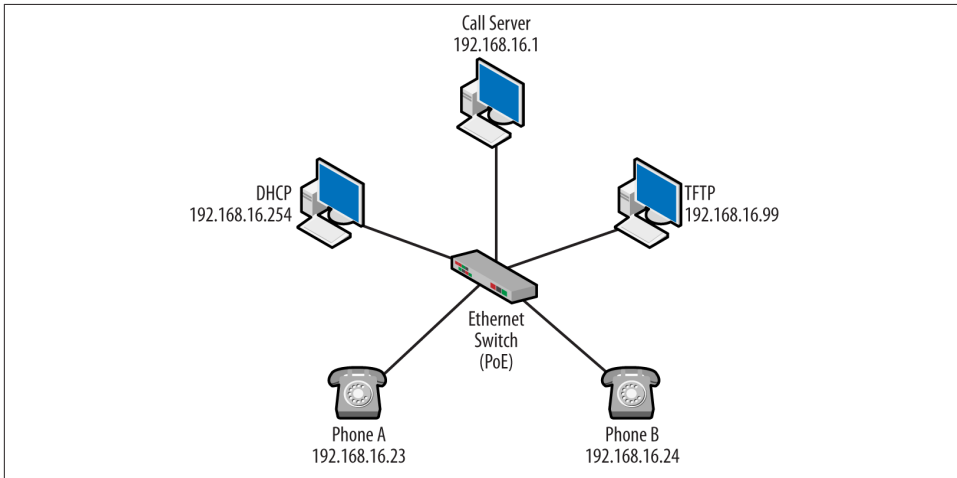 Call Server
192.168.16.1
DHCP
192.168.16.254
TFTP
192.168.16.99
Ethernet
Switch
(PoE)
Phone A
192.168.16.23
Phone B
192.168.16.24